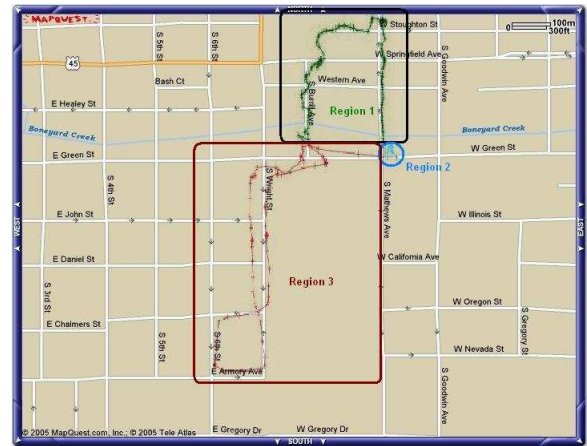 MAPQUEST
NORTH
100m
300ft
W Stoughton St
W Springfield Ave
S 5th St
S 6th St
S Goodwin Ave
45
Bash Ct
Western Ave
S Burrill Ave
Region 1
E Healey St
Boneyard Creek
Boneyard Creek
E Green St
W Green St
Region 2
S 4th St
S Wright St
S Mathews Ave
E John St
W Illinois St
WEST
EAST
E Daniel St
W California Ave
Region 3
S 3rd St
W Oregon St
E Chalmers St
S Gregory St
S 5th St
S 6th St
W Nevada St
E Armory Ave
S Goodwin Ave
E Gregory Dr
W Gregory Dr
© 2005 MapQuest.com, Inc.; © 2005 Tele Atlas
SOUTH